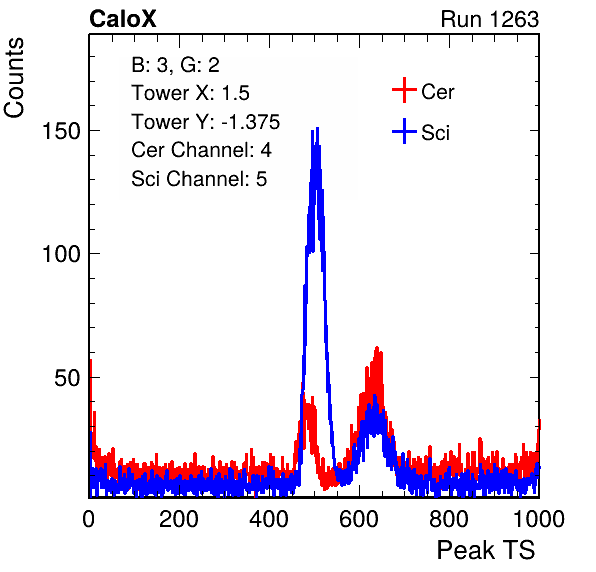 CaloX Run 1263
Counts
B: 3, G: 2
Tower X: 1.5
Tower Y: -1.375
Cer Channel: 4
Sci Channel: 5
Cer
Sci
150
100
50
0 200 400 600 800 1000
Peak TS